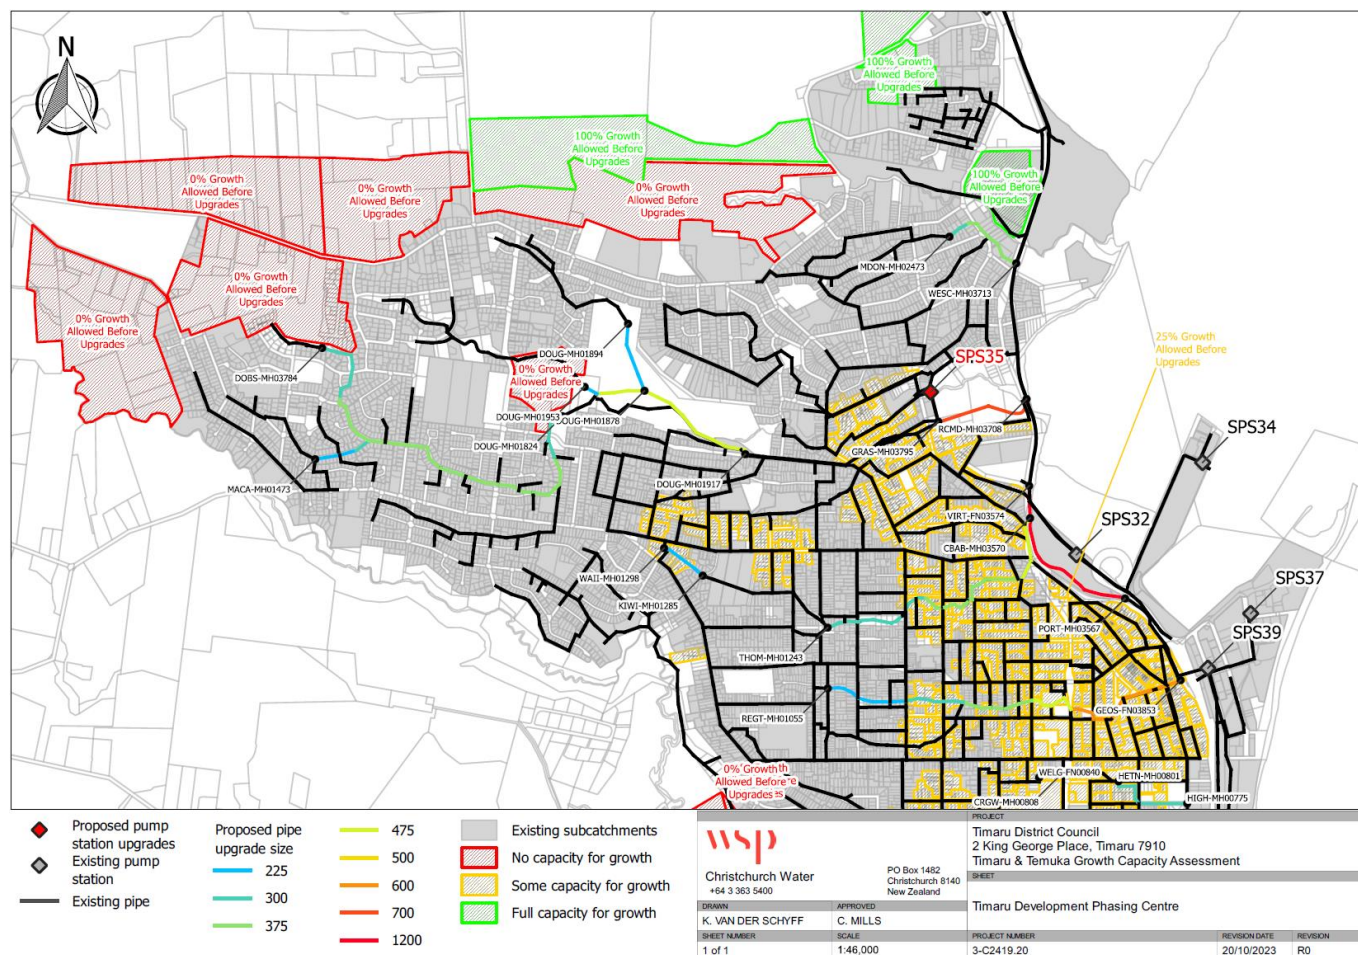 N
100% Growth
Allowed Before
Upgrades
100% Growth
Allowed Before
Upgrades
100% Growth
Allowed Before
Upgrades
0% Growth
Allowed Before
Upgrades
0% Growth
Allowed Before
Upgrades
0% Growth
Allowed Before
Upgrades
0% Growth
Allowed Before
Upgrades
0% Growth
Allowed Before
Upgrades
MDON-MH02473
WESC-MH03713
25% Growth
Allowed Before
Upgrades
DOUG-MH01894
SPS35
0% Growth
Allowed Before
Upgrades
DOBS-MH03784
DOUG-MH01953
DOUG-MH01878
RCMD-MH03708
SPS34
DOUG-MH01824
GRAS-MH03795
MACA-MH01473
DOUG-MH01917
VIRT-FN03574
SPS32
CBAB-MH03570
WAII-MH01298
SPS37
KIWI-MH01285
PORT-MH03567
SPS39
THOM-MH01243
REGT-MH01055
GEOS-FN03853
0% Growth
Allowed Before
Upgrades
WELG-FN00840
HETN-MH00801
CRGW-MH00808
HIGH-MH00775
Proposed pump
station upgrades
Existing pump
station
Existing pipe
Proposed pipe
upgrade size
225
300
375
475
500
600
700
1200
Existing subcatchments
No capacity for growth
Some capacity for growth
Full capacity for growth
wsp
Christchurch Water
+64 3 363 5400
PO Box 1482
Christchurch 8140
New Zealand
DRAWN
APPROVED
K. VAN DER SCHYFF
C. MILLS
SHEET NUMBER
SCALE
1 of 1
1:46,000
PROJECT
Timaru District Council
2 King George Place, Timaru 7910
Timaru & Temuka Growth Capacity Assessment
SHEET
Timaru Development Phasing Centre
PROJECT NUMBER
REVISION DATE
REVISION
3-C2419.20
20/10/2023
R0